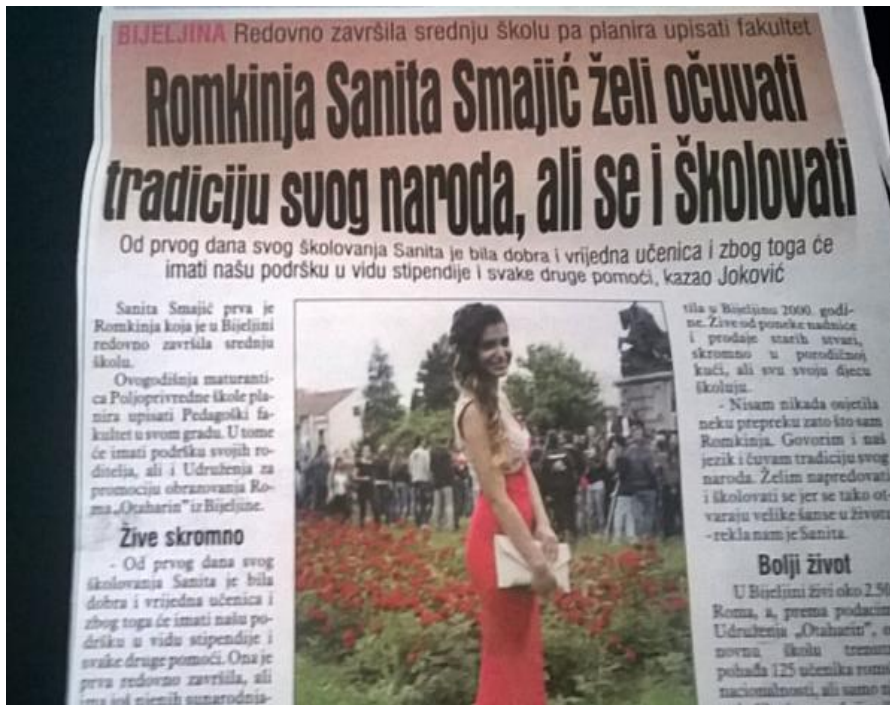 BIJELJINA Redovno završila srednju školu pa planira upisati fakultet
Romkinja Sanita Smajić želi očuvati
tradiciju svog naroda, ali se i školovati
Od prvog dana svog školovanja Sanita je bila dobra i vrijedna učenica i zbog toga će
imati našu podršku u vidu stipendije i svake druge pomoći, kazao Joković
Sanita Smajić prva je
Romkinja koja je u Bijeljini
redovno završila srednju
školu.
Ovogodišnja maturanti-
ca Poljoprivredne škole pla-
nira upisati Pedagoški fa-
kultet u svom gradu. U tome
će imati podršku svojih ro-
ditelja, ali i Udruženja za
promociju obrazovanja Ro-
ma „Otaharin" iz Bijeljine.
Žive skromno
- Od prvog dana svog
školovanja Sanita je bila
dobra i vrijedna učenica i
zbog toga će imati našu po-
dršku u vidu stipendije i
svake druge pomoći. Ona je
prva redovno završila, ali
ima još njenih sunarodnja-
tila u Bijeljinu 2000. godi-
ne. Žive od poneke nadnice
i prodaje starih stvari,
skromno u porodičnoj
kući, ali svu svoju djecu
školuju.
- Nisam nikada osjetila
neku prepreku zato što sam
Romkinja. Govorim i naš
jezik i čuvam tradiciju svog
naroda. Želim napredovati
i školovati se jer se tako ot-
varaju velike šanse u životu
- rekla nam je Sanita.
Bolji život
U Bijeljini živi oko 2.5
Roma, a, prema podacim
Udruženja „Otaharin", o
novnu školu trenut
pohađa 125 učenika roms
nacionalnosti, ali samo n